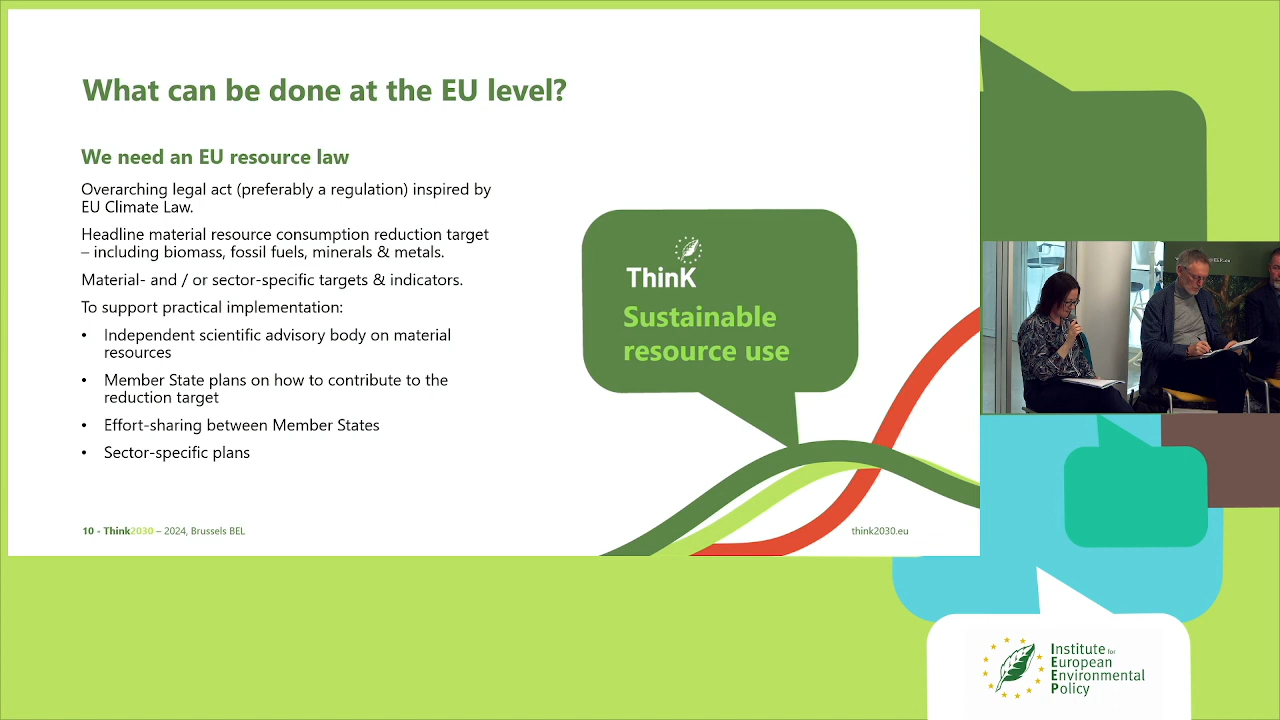 What can be done at the EU level?
We need an EU resource law
Overarching legal act (preferably a regulation) inspired by
EU Climate Law.
Headline material resource consumption reduction target
– including biomass, fossil fuels, minerals & metals.
Material- and / or sector-specific targets & indicators.
To support practical implementation:
• Independent scientific advisory body on material
resources
• Member State plans on how to contribute to the
reduction target
• Effort-sharing between Member States
• Sector-specific plans
10 - Think2030 – 2024, Brussels BEL
ThinK
Sustainable
resource use
think2030.eu
Institute for
European
Environmental
Policy